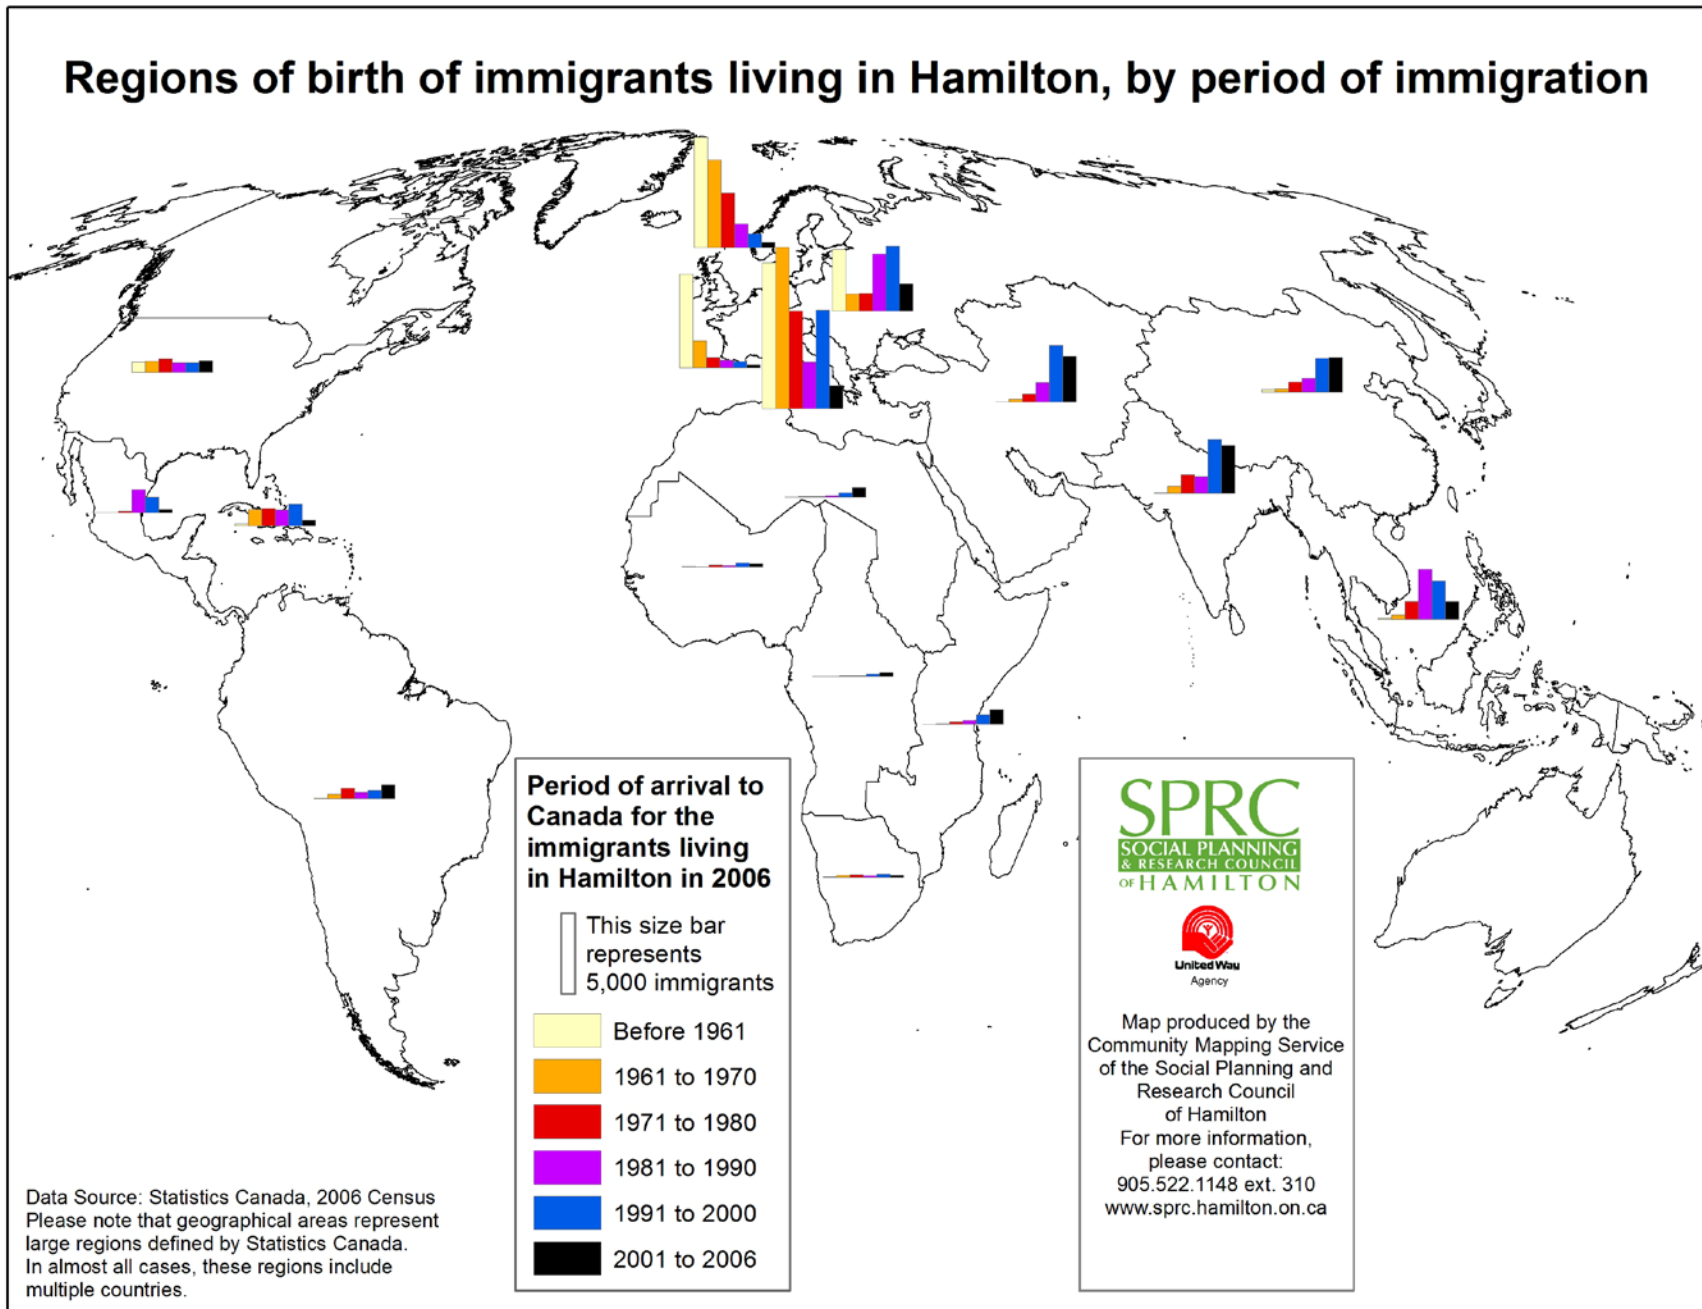 Regions of birth of immigrants living in Hamilton, by period of immigration
Period of arrival to
Canada for the
immigrants living
in Hamilton in 2006
This size bar
represents
5,000 immigrants
Before 1961
1961 to 1970
1971 to 1980
1981 to 1990
1991 to 2000
2001 to 2006
SPRC
SOCIAL PLANNING
& RESEARCH COUNCIL
OF HAMILTON
United Way
Agency
Map produced by the
Community Mapping Service
of the Social Planning and
Research Council
of Hamilton
For more information,
please contact:
905.522.1148 ext. 310
www.sprc.hamilton.on.ca
Data Source: Statistics Canada, 2006 Census
Please note that geographical areas represent
large regions defined by Statistics Canada.
In almost all cases, these regions include
multiple countries.